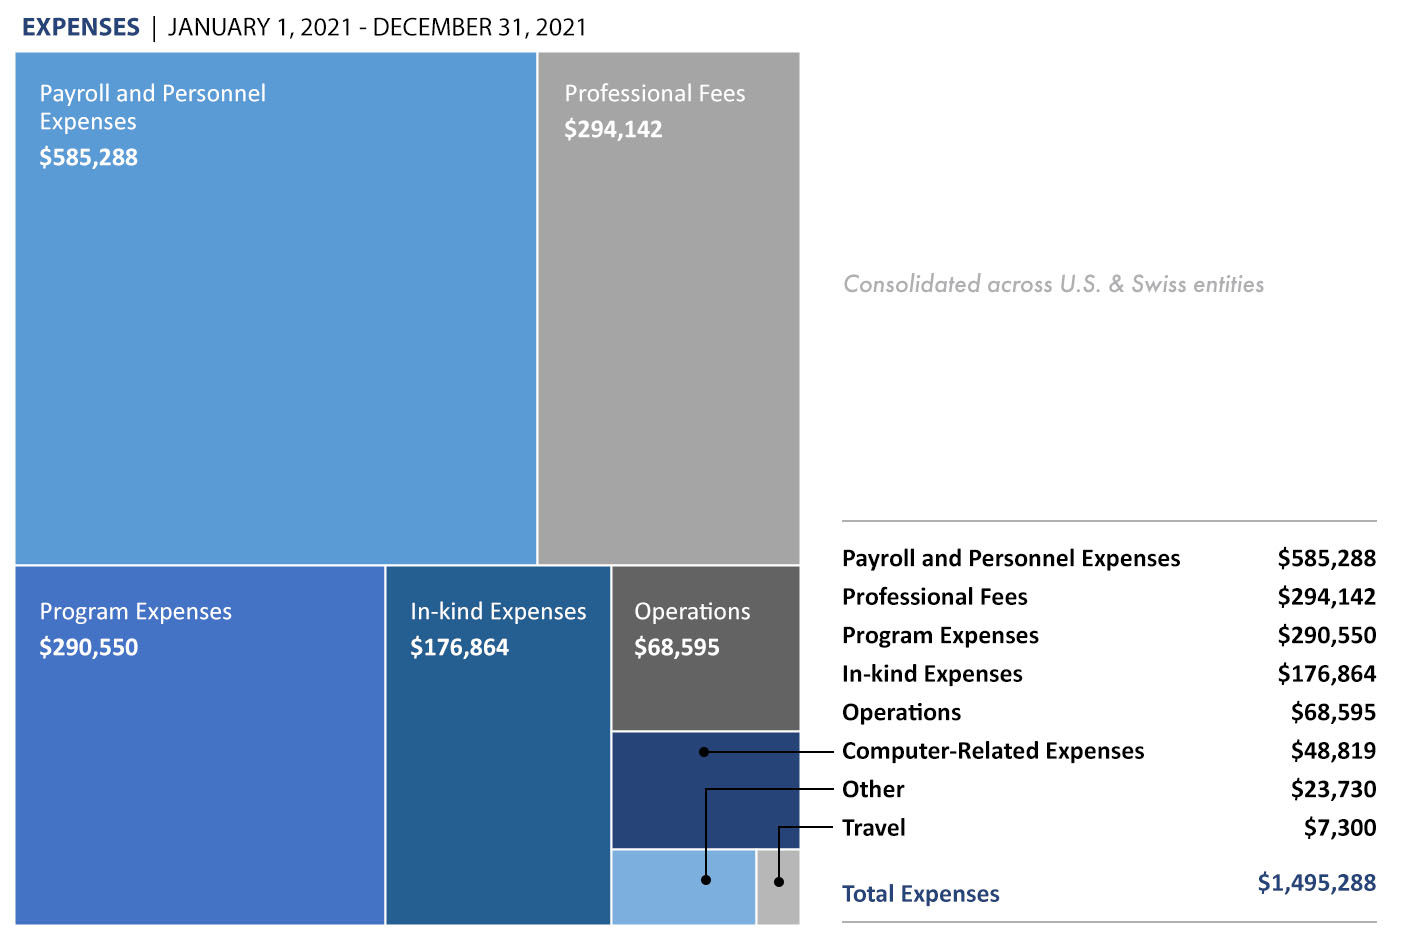 EXPENSES | JANUARY 1, 2021 - DECEMBER 31, 2021
Payroll and Personnel
Expenses
$585,288
Professional Fees
$294,142
Program Expenses
$290,550
In-kind Expenses
$176,864
Operations
$68,595
Consolidated across U.S. & Swiss entities
Payroll and Personnel Expenses $585,288
Professional Fees $294,142
Program Expenses $290,550
In-kind Expenses $176,864
Operations $68,595
Computer-Related Expenses $48,819
Other $23,730
Travel $7,300
Total Expenses $1,495,288